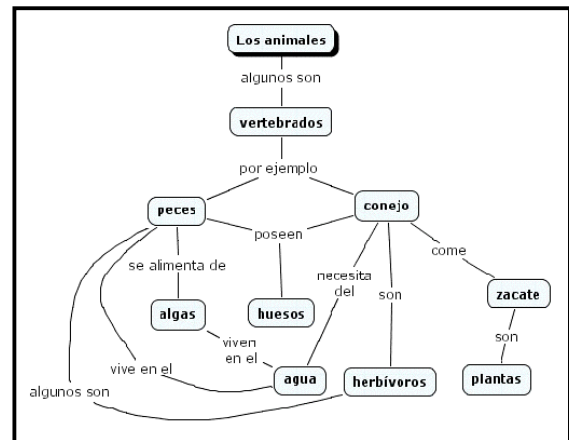 Los animales
algunos son
vertebrados
por ejemplo
peces
conejo
poseen
come
se alimenta de
necesita
del
son
zacate
algas
huesos
viven
en el
son
vive en el
agua
herbívoros
plantas
algunos son